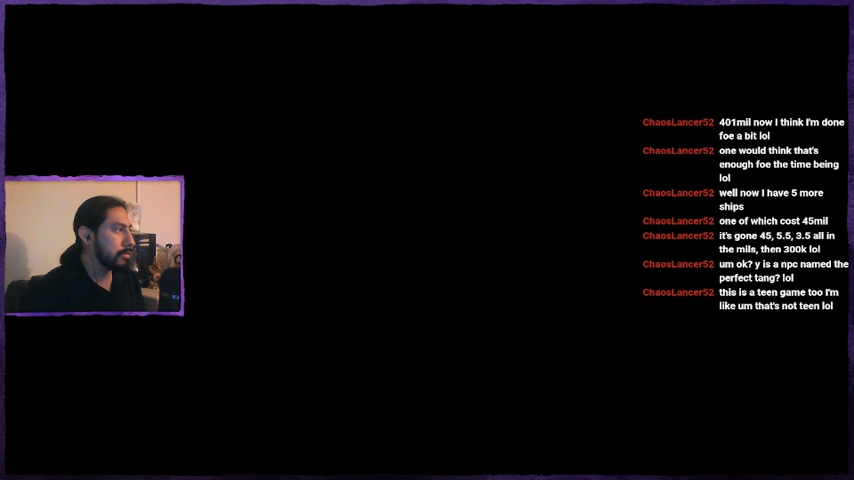 ChaosLancer52 401mil now I think I'm done
foe a bit lol
ChaosLancer52 one would think that's
enough foe the time being
lol
ChaosLancer52 well now I have 5 more
ships
ChaosLancer52 one of which cost 45mil
ChaosLancer52 it's gone 45, 5.5, 3.5 all in
the mils, then 300k lol
ChaosLancer52 um ok? y is a npc named the
perfect tang? lol
ChaosLancer52 this is a teen game too I'm
like um that's not teen lol